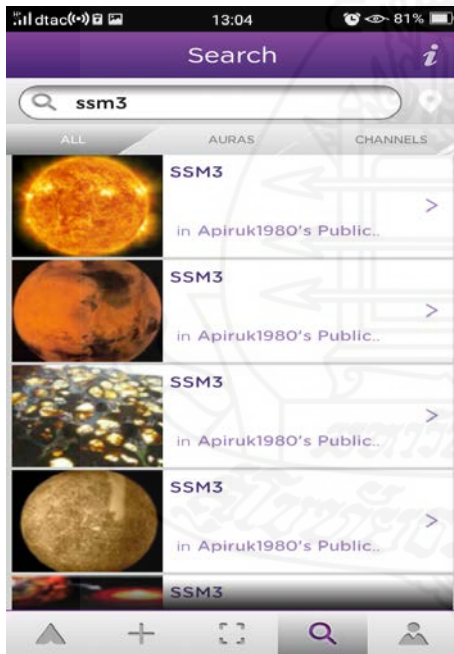 dtac 13:04 81%
Search i
ssm3
ALL AURAS CHANNELS
SSM3
in Apiruk1980's Public..
SSM3
in Apiruk1980's Public..
SSM3
in Apiruk1980's Public..
SSM3
in Apiruk1980's Public..
SSM3